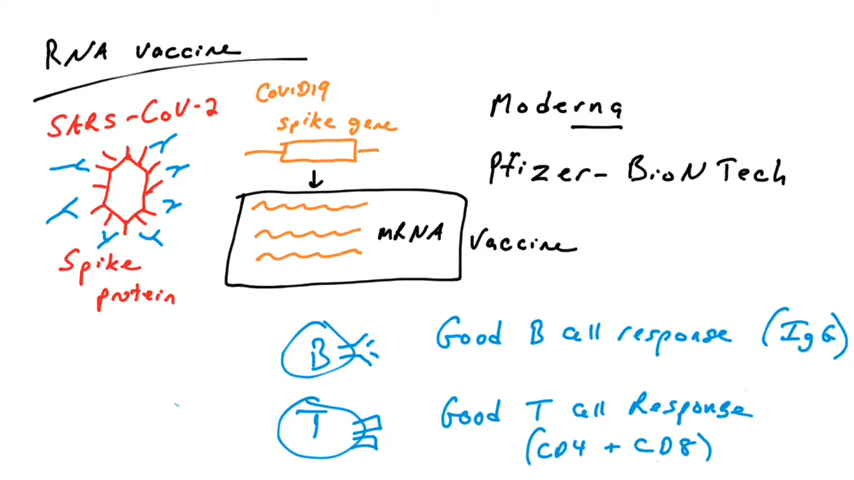 RNA vaccine
SARS-CoV-2
Spike
protein
CoViD19
spike gene
mRNA
vaccine
Moderna
Pfizer-BioNTech
B
Good B cell response (IgG)
T
Good T cell Response
(CD4 + CD8)